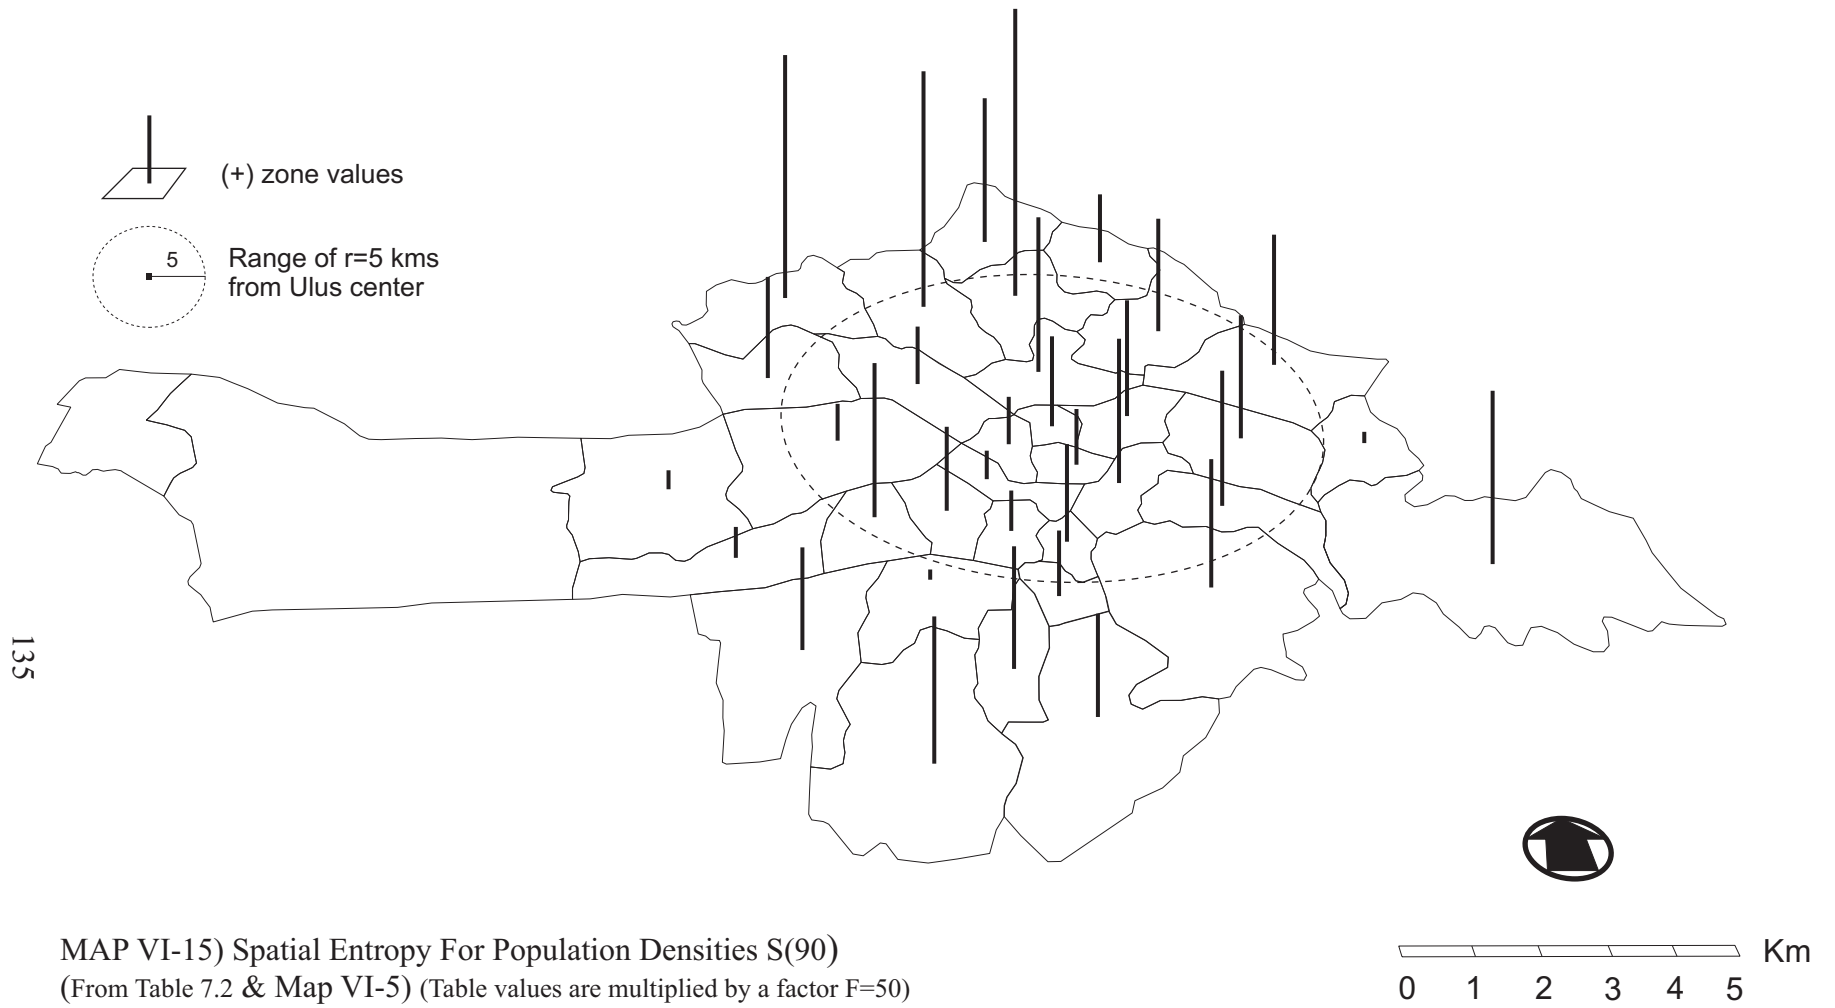 (+) zone values
5
Range of r=5 kms
from Ulus center
135
MAP VI-15) Spatial Entropy For Population Densities S(90)
(From Table 7.2 & Map VI-5) (Table values are multiplied by a factor F=50)
Km
0 1 2 3 4 5